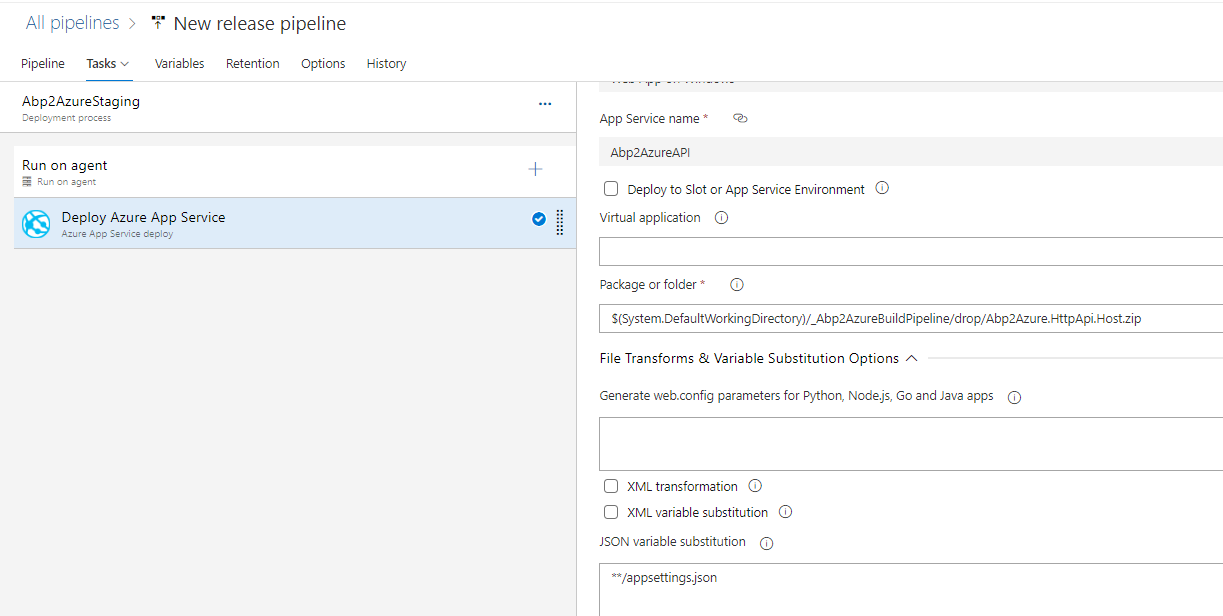 All pipelines > New release pipeline
Pipeline Tasks Variables Retention Options History
Abp2AzureStaging ...
Deployment process
Run on agent
Run on agent
Deploy Azure App Service
Azure App Service deploy
Web App on Windows
App Service name *
Abp2AzureAPI
Deploy to Slot or App Service Environment
Virtual application
Package or folder *
$(System.DefaultWorkingDirectory)/_Abp2AzureBuildPipeline/drop/Abp2Azure.HttpApi.Host.zip
File Transforms & Variable Substitution Options
Generate web.config parameters for Python, Node.js, Go and Java apps
XML transformation
XML variable substitution
JSON variable substitution
**/appsettings.json